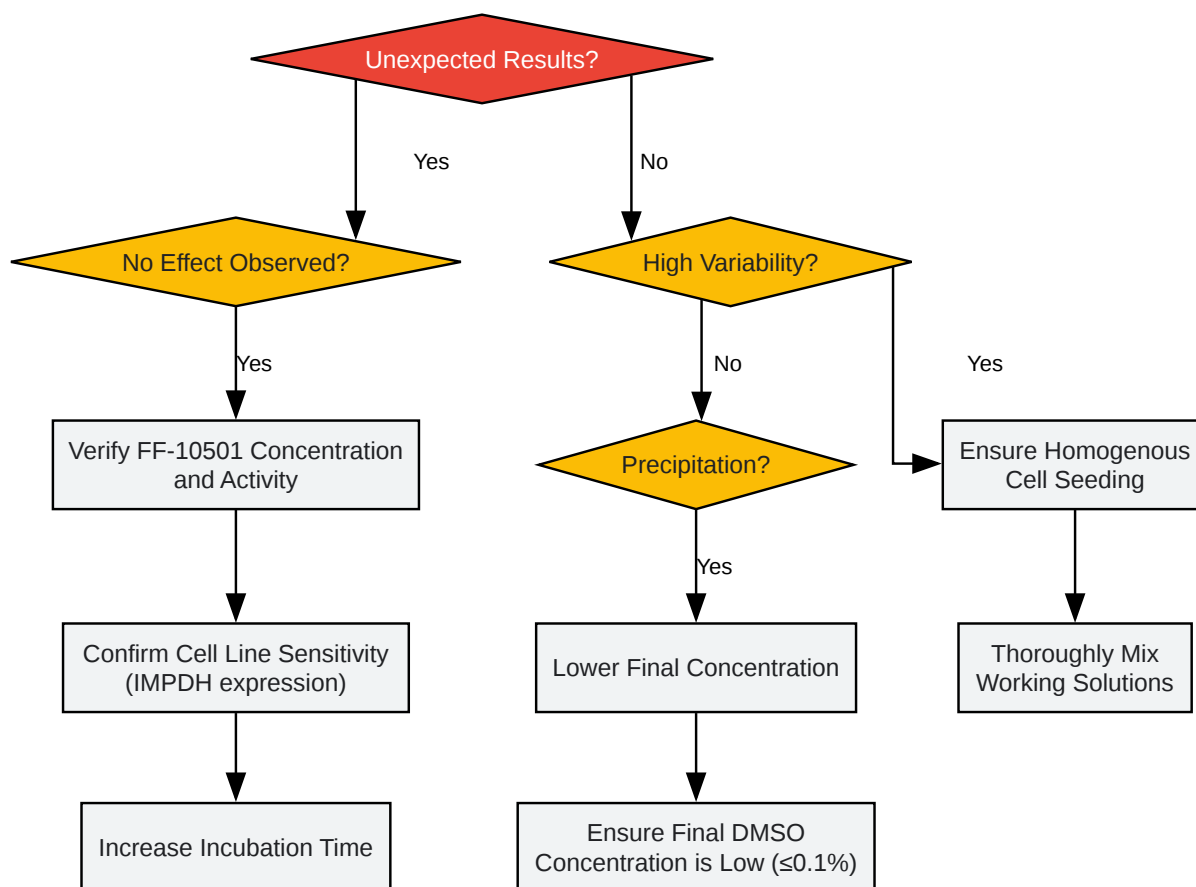 Unexpected Results?
Yes
No
No Effect Observed?
High Variability?
Yes
No
Yes
Verify FF-10501 Concentration
and Activity
Precipitation?
Ensure Homogenous
Cell Seeding
Yes
Confirm Cell Line Sensitivity
(IMPDH expression)
Lower Final Concentration
Thoroughly Mix
Working Solutions
Increase Incubation Time
Ensure Final DMSO
Concentration is Low (≤0.1%)